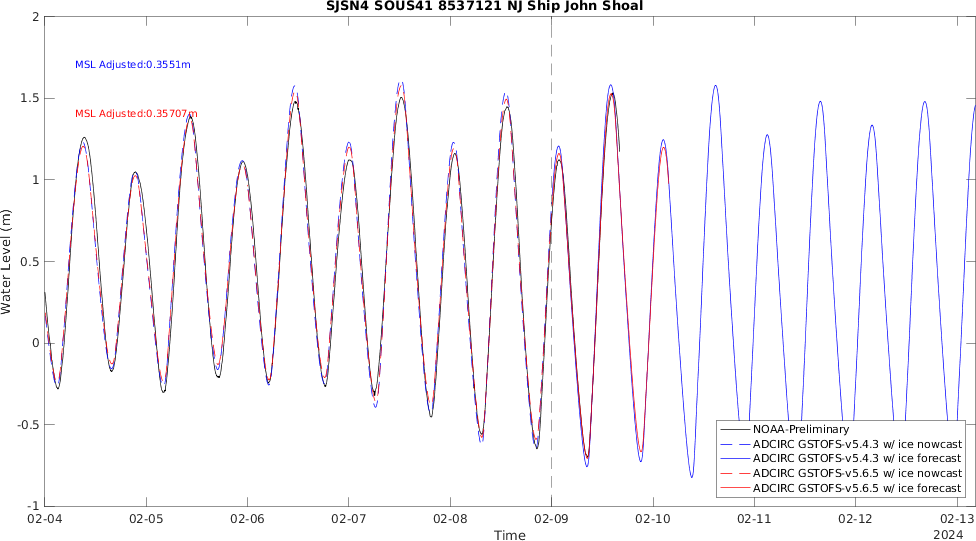 SJSN4 SOUS41 8537121 NJ Ship John Shoal
2
MSL Adjusted:0.3551m
1.5
MSL Adjusted:0.35707m
1
0.5
Water Level (m)
0
-0.5
-1
NOAA-Preliminary
ADCIRC GSTOFS-v5.4.3 w/ ice nowcast
ADCIRC GSTOFS-v5.4.3 w/ ice forecast
ADCIRC GSTOFS-v5.6.5 w/ ice nowcast
ADCIRC GSTOFS-v5.6.5 w/ ice forecast
02-04 02-05 02-06 02-07 02-08 02-09 02-10 02-11 02-12 02-13
Time
2024